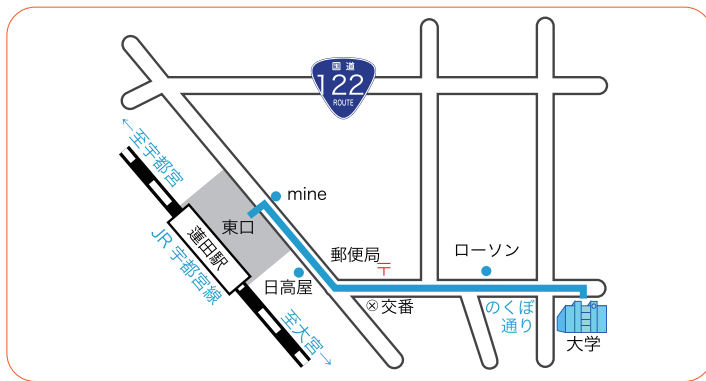 国道
122
ROUTE
←至宇都宮
mine
東口
蓮田駅
JR 宇都宮線
郵便局
〒
ローソン
日高屋
交番
のくぼ
通り
至大宮→
大学